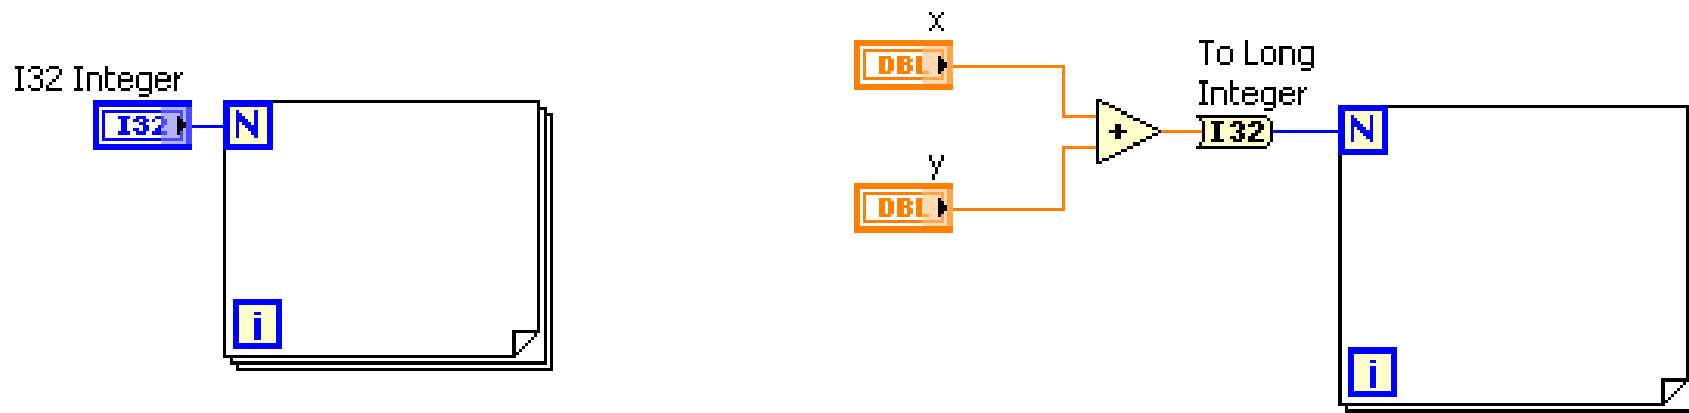 I32 Integer
I32
N
i
x
DBL
y
DBL
+
To Long
Integer
I32
N
i